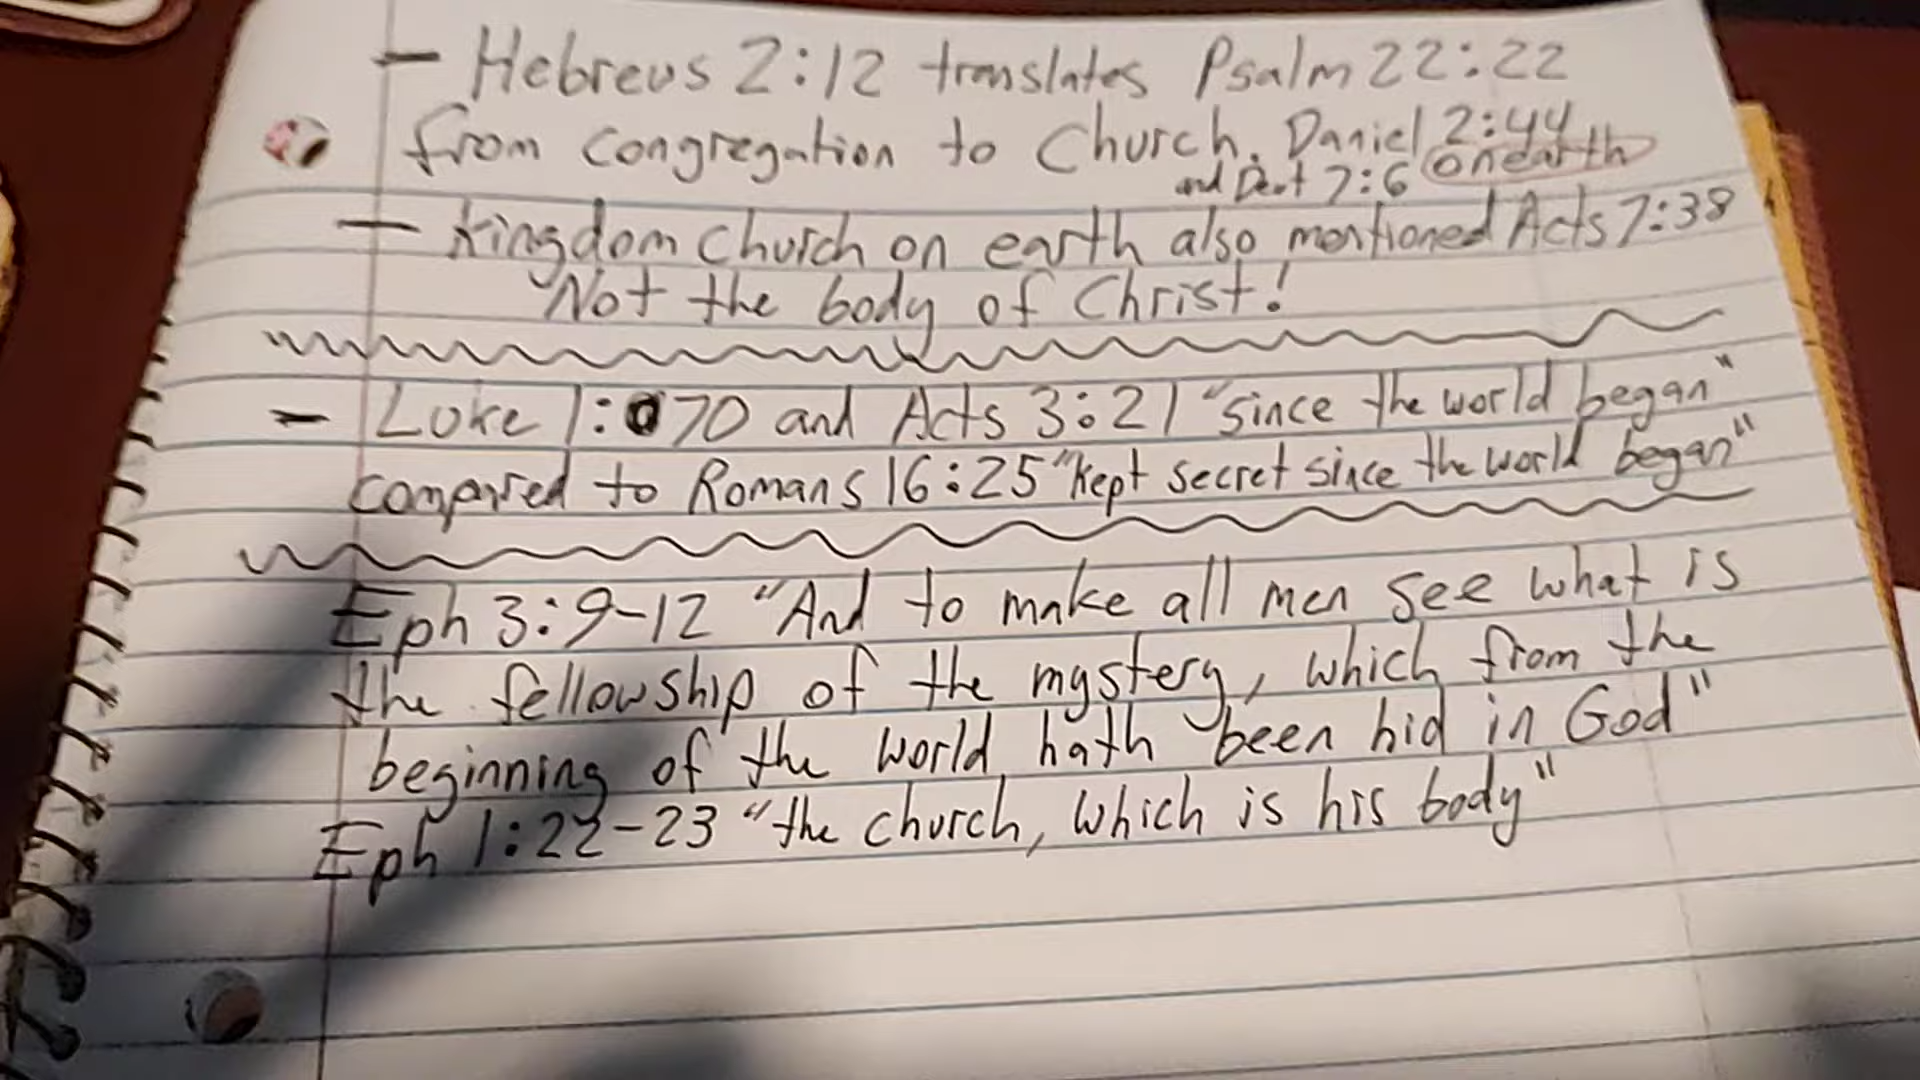 - Hebreus 2:12 translates Psalm 22:22
from congregation to Church. Daniel 2:44
and Deut 7:6 on earth
- Kingdom Church on earth also mentioned Acts 7:38
Not the body of Christ!
- Luke 1:70 and Acts 3:21 "since the world began"
compared to Romans 16:25 "kept secret since the world began"
Eph 3:9-12 "And to make all men see what is
the fellowship of the mystery, which from the
beginning of the world hath been hid in God"
Eph 1:22-23 "the church, which is his body"